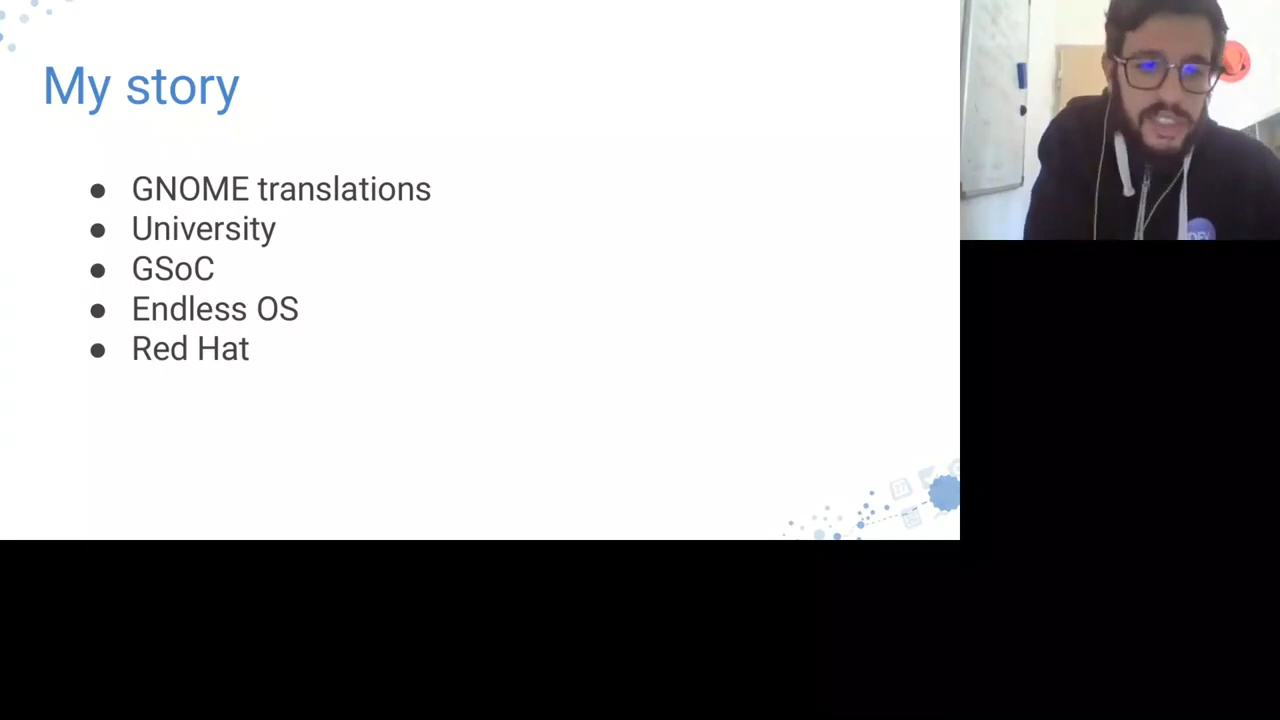 My story
GNOME translations
University
GSoC
Endless OS
Red Hat